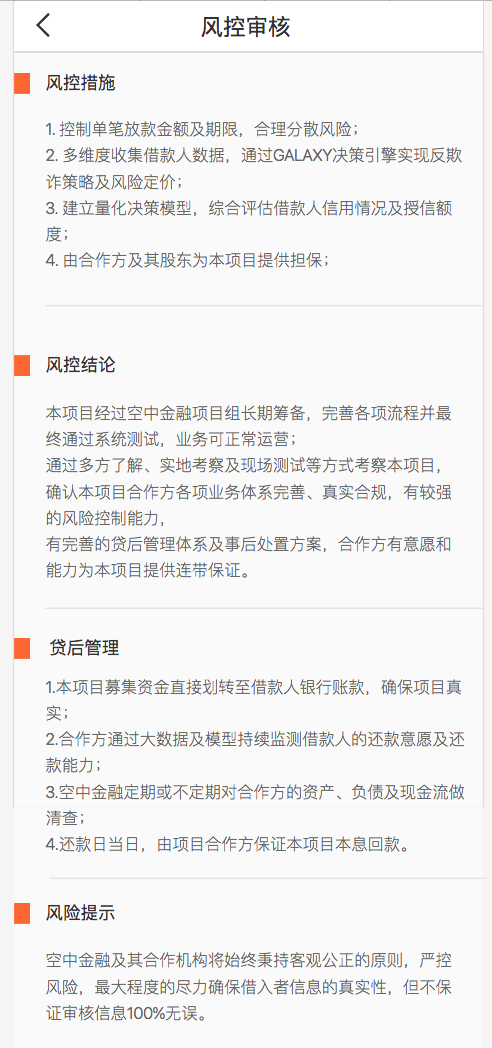 风控审核
风控措施
1. 控制单笔放款金额及期限，合理分散风险；
2. 多维度收集借款人数据，通过GALAXY决策引擎实现反欺
诈策略及风险定价；
3. 建立量化决策模型，综合评估借款人信用情况及授信额
度；
4. 由合作方及其股东为本项目提供担保；
风控结论
本项目经过空中金融项目组长期筹备，完善各项流程并最
终通过系统测试，业务可正常运营；
通过多方了解、实地考察及现场测试等方式考察本项目，
确认本项目合作方各项业务体系完善、真实合规，有较强
的风险控制能力，
有完善的贷后管理体系及事后处置方案，合作方有意愿和
能力为本项目提供连带保证。
贷后管理
1.本项目募集资金直接划转至借款人银行账款，确保项目真
实；
2.合作方通过大数据及模型持续监测借款人的还款意愿及还
款能力；
3.空中金融定期或不定期对合作方的资产、负债及现金流做
清查；
4.还款日当日，由项目合作方保证本项目本息回款。
风险提示
空中金融及其合作机构将始终秉持客观公正的原则，严控
风险，最大程度的尽力确保借入者信息的真实性，但不保
证审核信息100%无误。